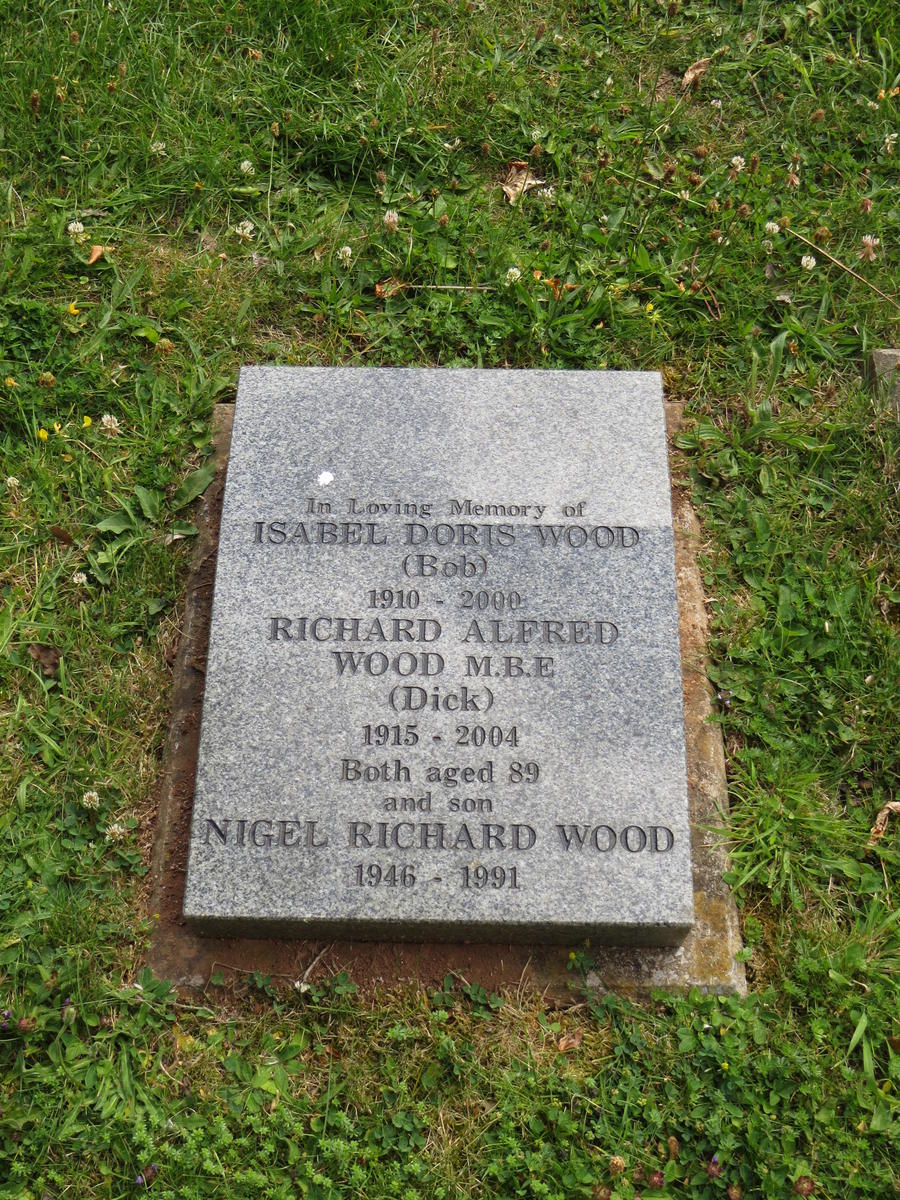 In Loving Memory of
ISABEL DORIS WOOD
(Bob)
1910 - 2000
RICHARD ALFRED
WOOD M.B.E
(Dick)
1915 - 2004
Both aged 89
and son
NIGEL RICHARD WOOD
1946 - 1991